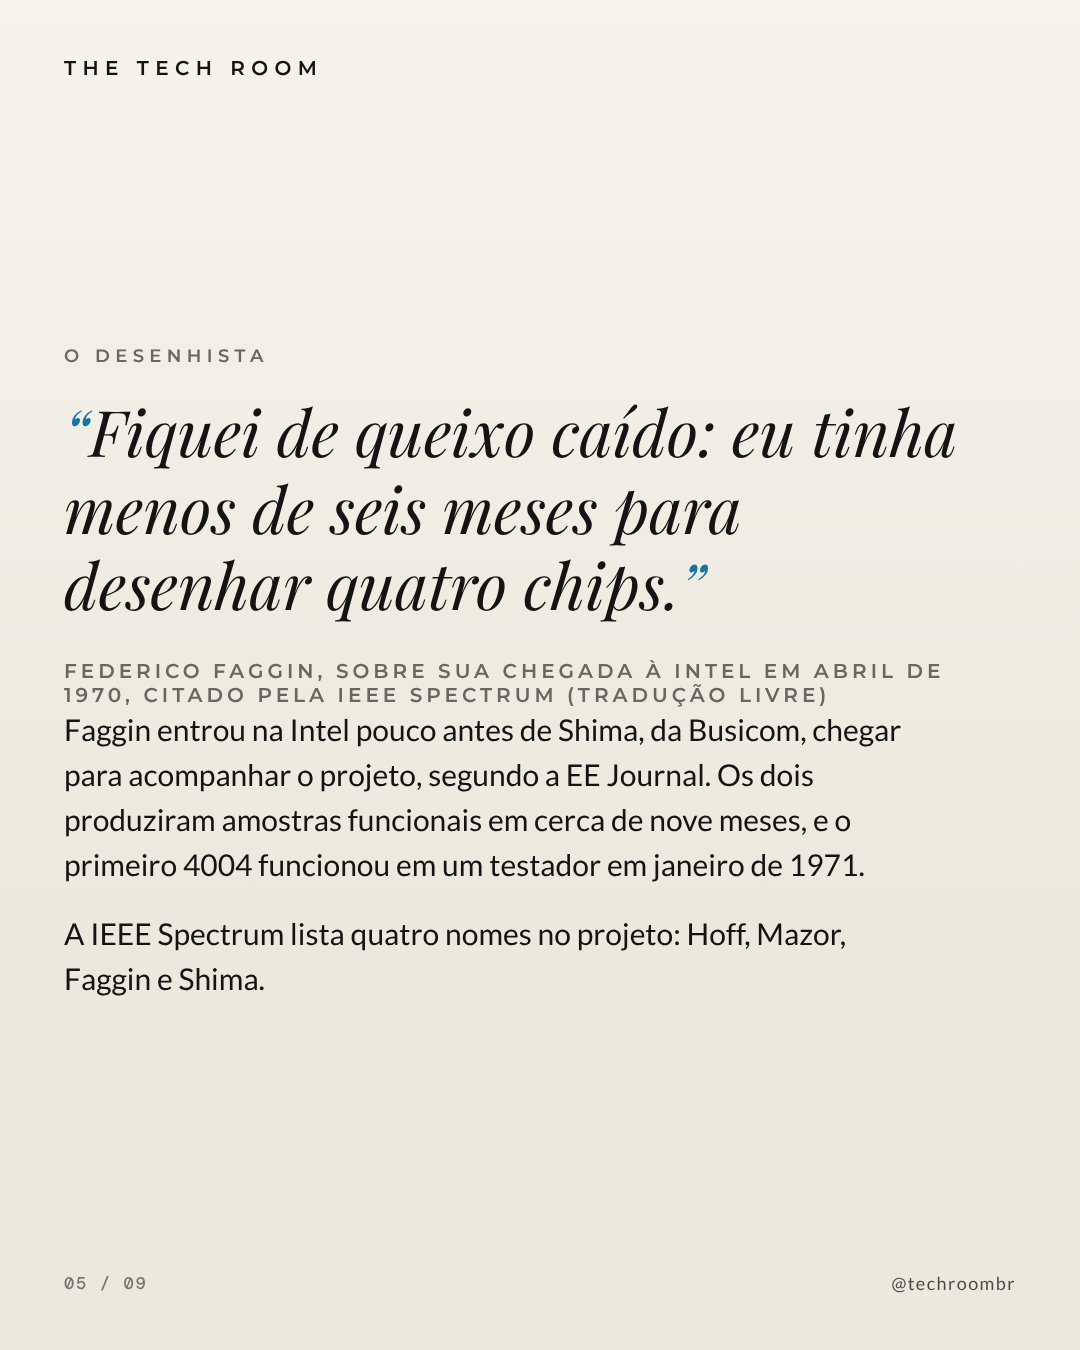 THE TECH ROOM
O DESENHISTA
“Fiquei de queixo caído: eu tinha
menos de seis meses para
desenhar quatro chips.”
FEDERICO FAGGIN, SOBRE SUA CHEGADA À INTEL EM ABRIL DE
1970, CITADO PELA IEEE SPECTRUM (TRADUÇÃO LIVRE)
Faggin entrou na Intel pouco antes de Shima, da Busicom, chegar
para acompanhar o projeto, segundo a EE Journal. Os dois
produziram amostras funcionais em cerca de nove meses, e o
primeiro 4004 funcionou em um testador em janeiro de 1971.
A IEEE Spectrum lista quatro nomes no projeto: Hoff, Mazor,
Faggin e Shima.
05 / 09
@techroombr